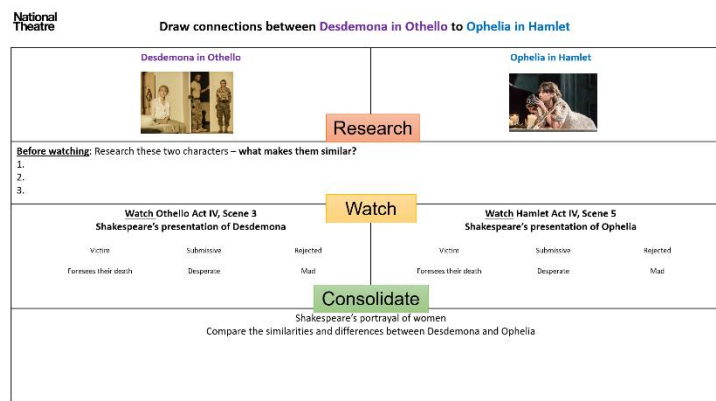 National
Theatre
Draw connections between Desdemona in Othello to Ophelia in Hamlet
Desdemona in Othello
Ophelia in Hamlet
Research
Before watching: Research these two characters – what makes them similar?
1.
2.
3.
Watch
Watch Othello Act IV, Scene 3
Shakespeare's presentation of Desdemona
Victim Submissive Rejected
Foresees their death Desperate Mad
Watch Hamlet Act IV, Scene 5
Shakespeare's presentation of Ophelia
Victim Submissive Rejected
Foresees their death Desperate Mad
Consolidate
Shakespeare's portrayal of women
Compare the similarities and differences between Desdemona and Ophelia